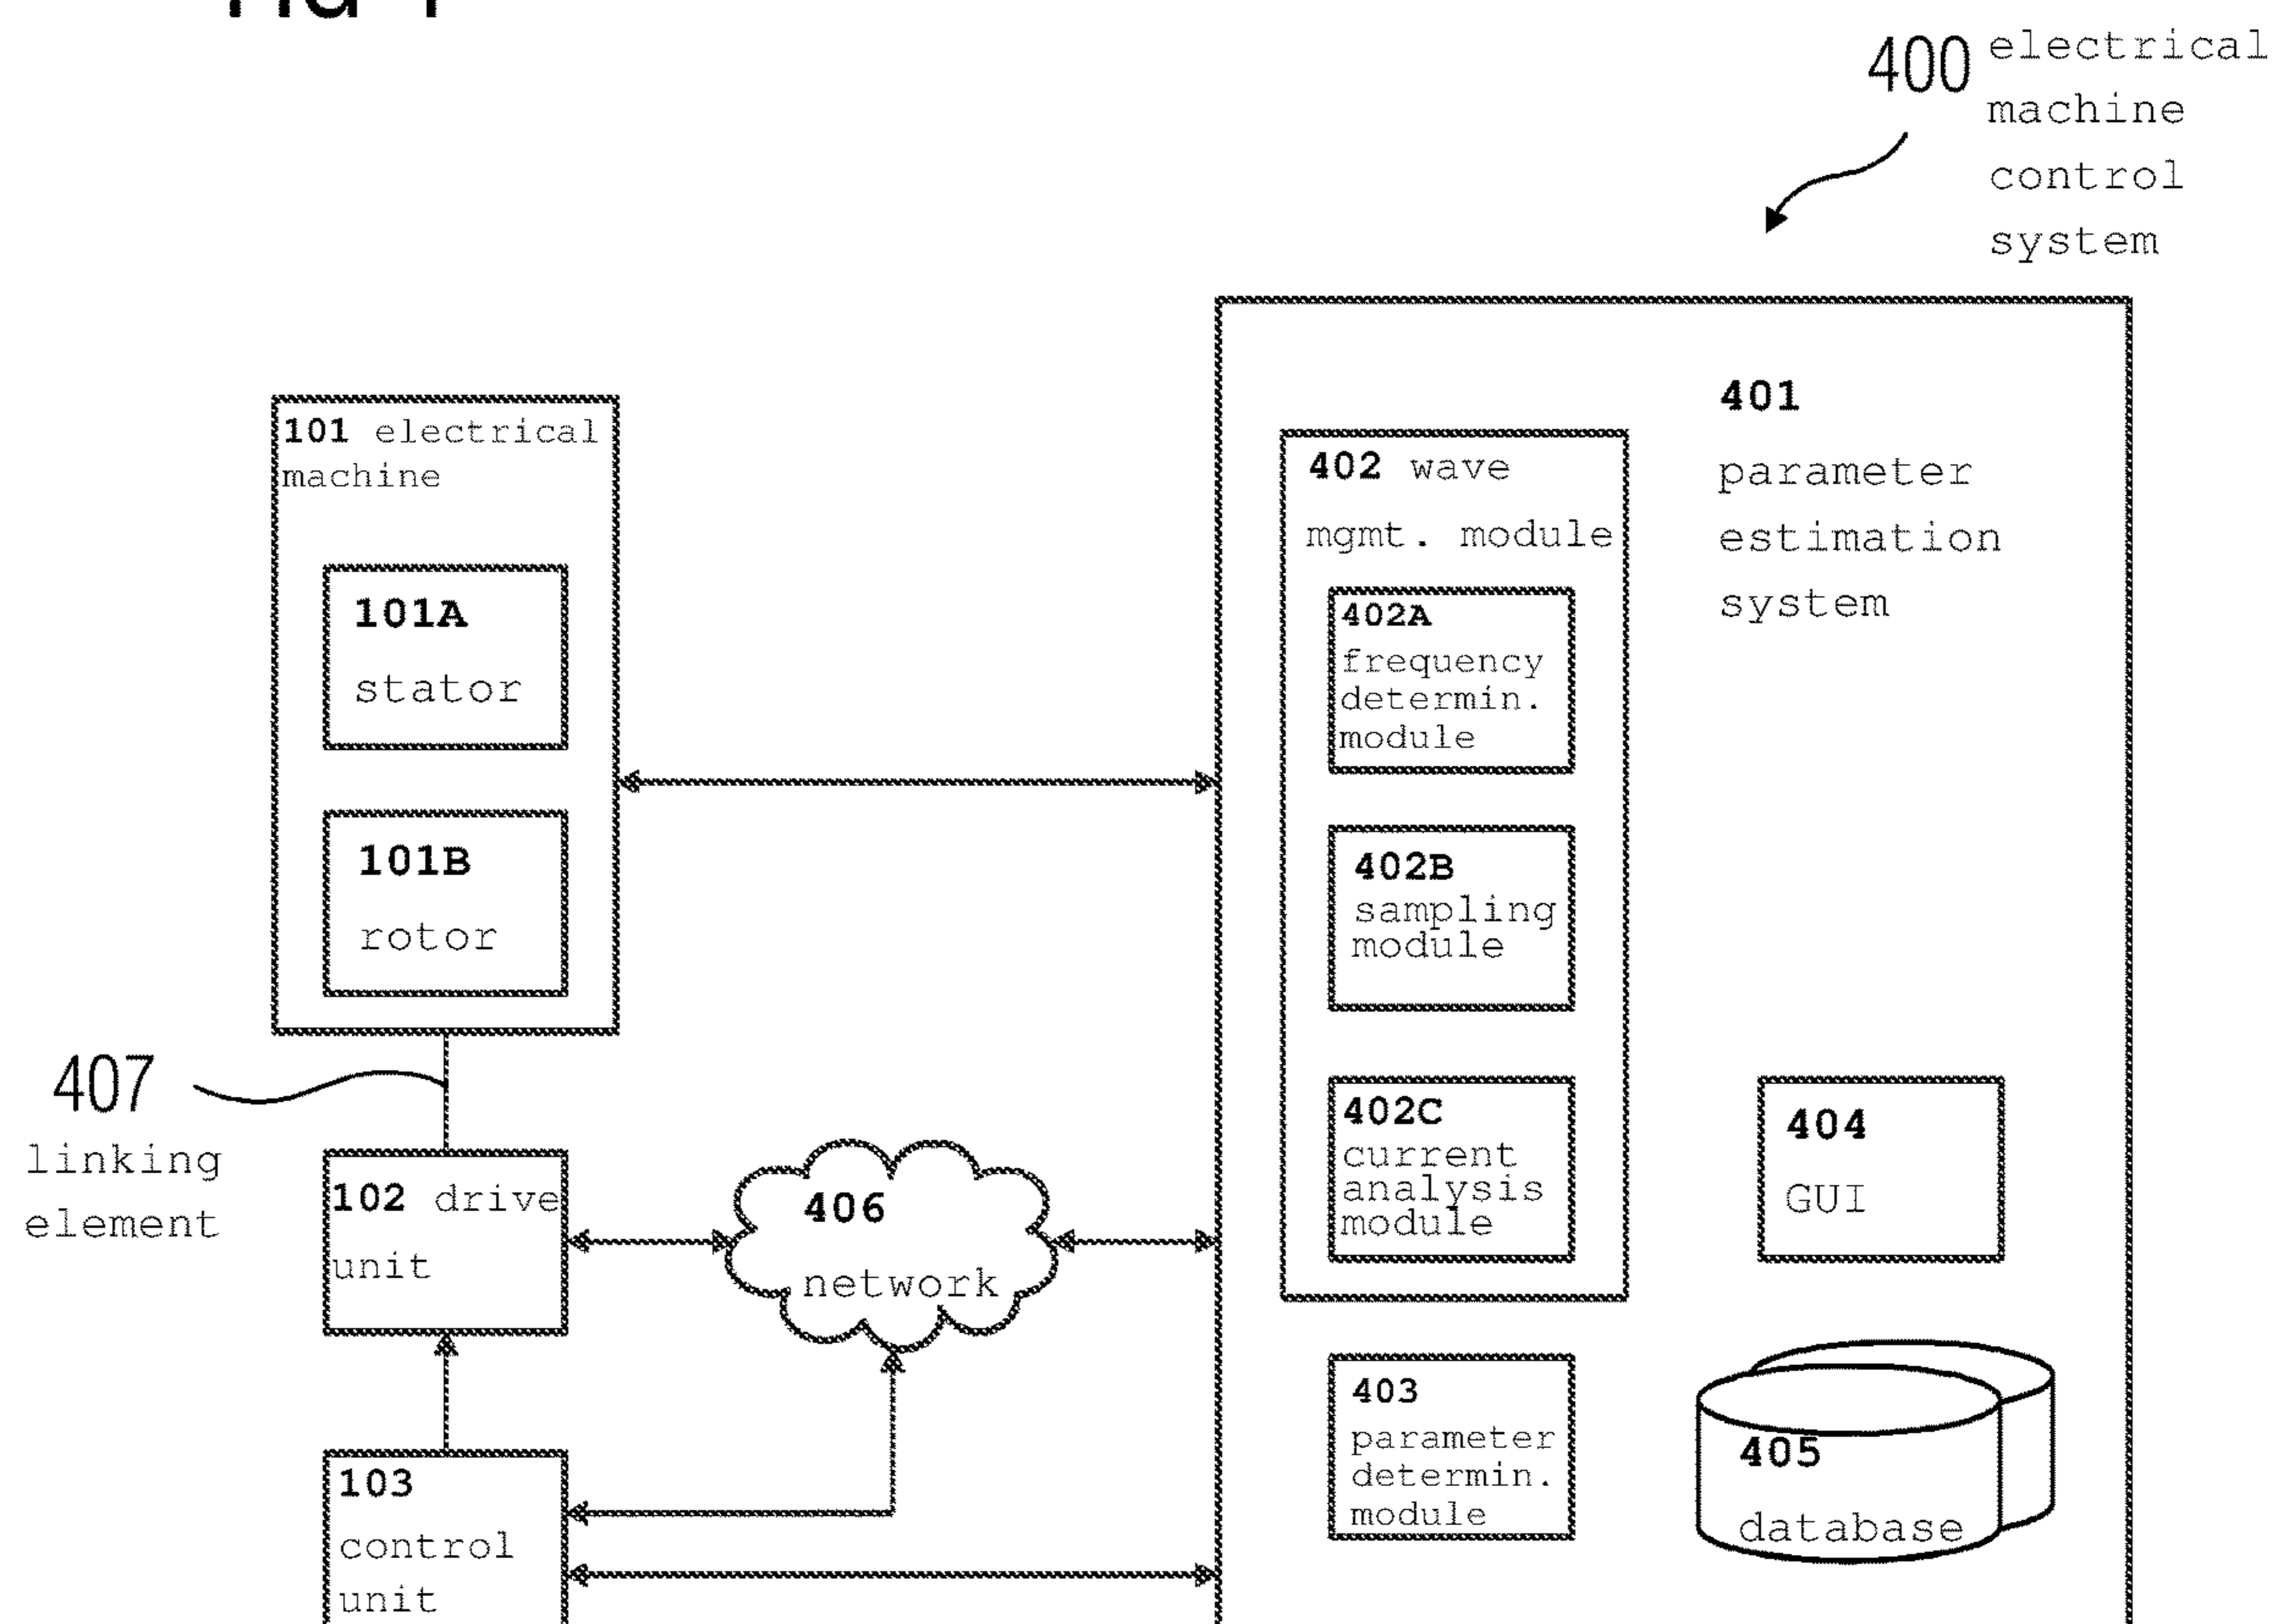 400 electrical
machine
control
system
101 electrical
machine
101A
stator
101B
rotor
407
linking
element
102 drive
unit
103
control
unit
406
network
401
parameter
estimation
system
402 wave
mgmt. module
402A
frequency
determin.
module
402B
sampling
module
402C
current
analysis
module
403
parameter
determin.
module
404
GUI
405
database